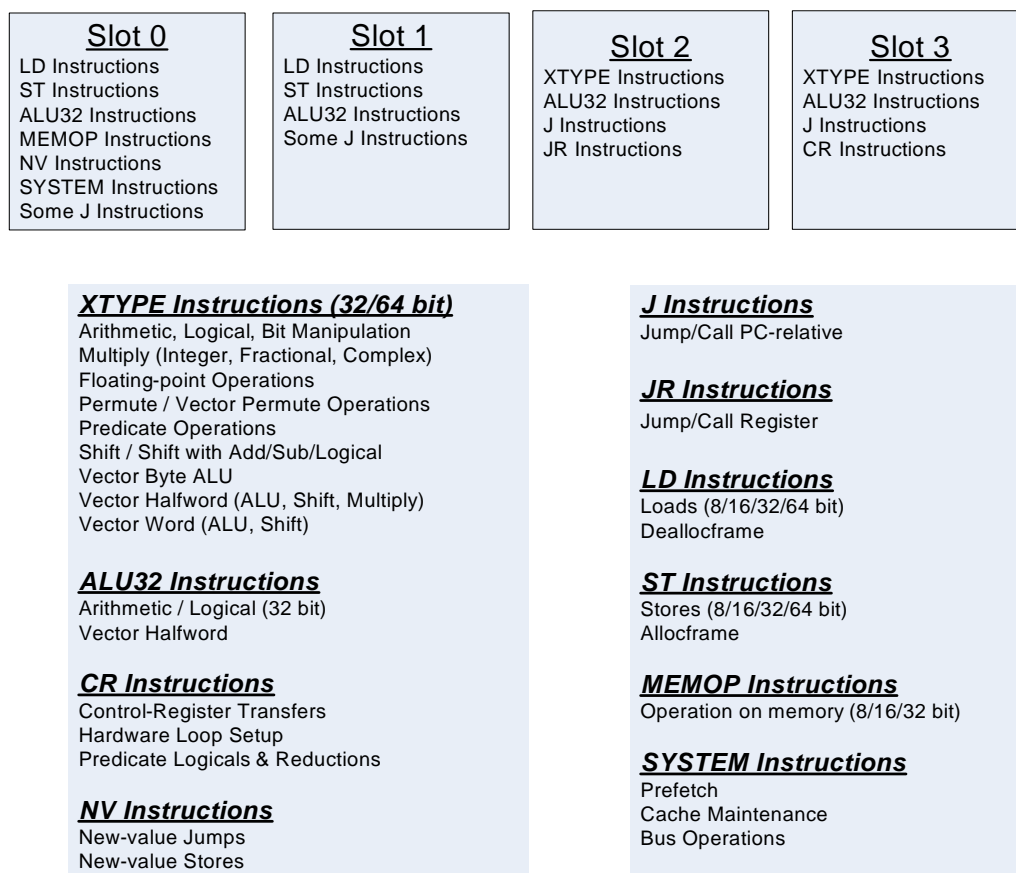 Slot 0
LD Instructions
ST Instructions
ALU32 Instructions
MEMOP Instructions
NV Instructions
SYSTEM Instructions
Some J Instructions
Slot 1
LD Instructions
ST Instructions
ALU32 Instructions
Some J Instructions
Slot 2
XTYPE Instructions
ALU32 Instructions
J Instructions
JR Instructions
Slot 3
XTYPE Instructions
ALU32 Instructions
J Instructions
CR Instructions
XTYPE Instructions (32/64 bit)
Arithmetic, Logical, Bit Manipulation
Multiply (Integer, Fractional, Complex)
Floating-point Operations
Permute / Vector Permute Operations
Predicate Operations
Shift / Shift with Add/Sub/Logical
Vector Byte ALU
Vector Halfword (ALU, Shift, Multiply)
Vector Word (ALU, Shift)
ALU32 Instructions
Arithmetic / Logical (32 bit)
Vector Halfword
CR Instructions
Control-Register Transfers
Hardware Loop Setup
Predicate Logicals & Reductions
NV Instructions
New-value Jumps
New-value Stores
J Instructions
Jump/Call PC-relative
JR Instructions
Jump/Call Register
LD Instructions
Loads (8/16/32/64 bit)
Deallocframe
ST Instructions
Stores (8/16/32/64 bit)
Allocframe
MEMOP Instructions
Operation on memory (8/16/32 bit)
SYSTEM Instructions
Prefetch
Cache Maintenance
Bus Operations